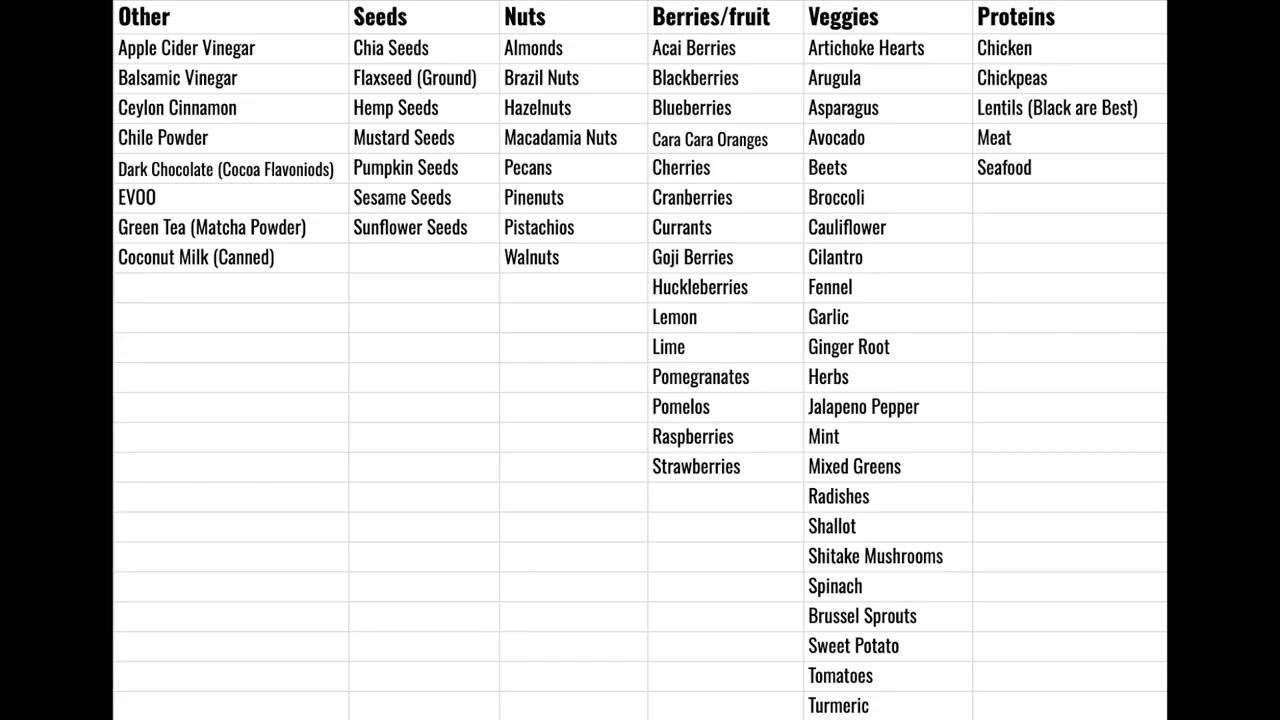 Other Seeds Nuts Berries/fruit Veggies Proteins
Apple Cider Vinegar Chia Seeds Almonds Acai Berries Artichoke Hearts Chicken
Balsamic Vinegar Flaxseed (Ground) Brazil Nuts Blackberries Arugula Chickpeas
Ceylon Cinnamon Hemp Seeds Hazelnuts Blueberries Asparagus Lentils (Black are Best)
Chile Powder Mustard Seeds Macadamia Nuts Cara Cara Oranges Avocado Meat
Dark Chocolate (Cocoa Flavoniods) Pumpkin Seeds Pecans Cherries Beets Seafood
EVOO Sesame Seeds Pinenuts Cranberries Broccoli
Green Tea (Matcha Powder) Sunflower Seeds Pistachios Currants Cauliflower
Coconut Milk (Canned) Walnuts Goji Berries Cilantro
Huckleberries Fennel
Lemon Garlic
Lime Ginger Root
Pomegranates Herbs
Pomelos Jalapeno Pepper
Raspberries Mint
Strawberries Mixed Greens
Radishes
Shallot
Shitake Mushrooms
Spinach
Brussel Sprouts
Sweet Potato
Tomatoes
Turmeric